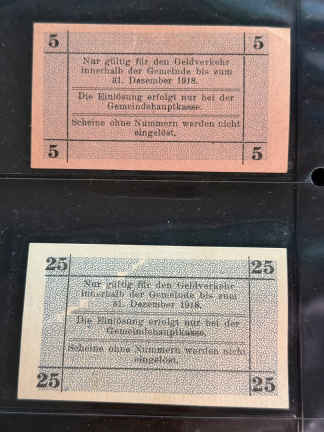 5 5
Nur gültig für den Geldverkehr
innerhalb der Gemeinde bis zum
31. Dezember 1918.
Die Einlösung erfolgt nur bei der
Gemeindehauptkasse.
Scheine ohne Nummern werden nicht
eingelöst.
5 5
25 25
Nur gültig für den Geldverkehr
innerhalb der Gemeinde bis zum
31. Dezember 1918.
Die Einlösung erfolgt nur bei der
Gemeindehauptkasse.
Scheine ohne Nummern werden nicht
eingelöst.
25 25